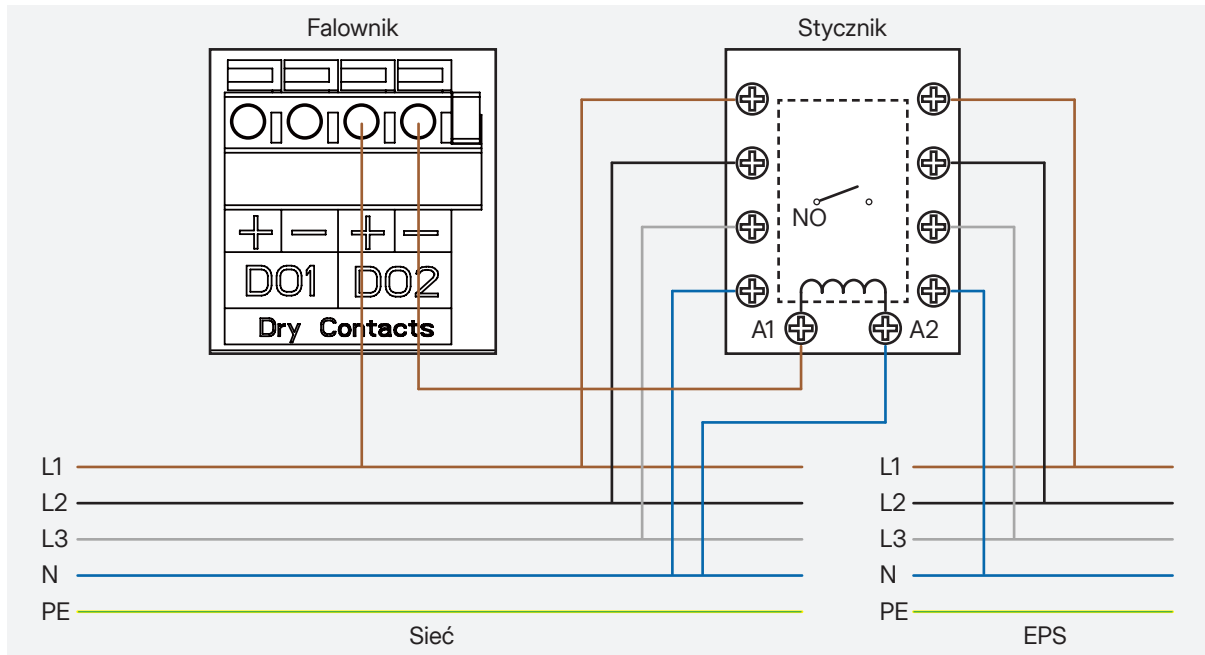 Falownik
Stycznik
NO
+ − + −
DO1 DO2
Dry Contacts
A1 A2
L1
L2
L3
N
PE
Sieć
L1
L2
L3
N
PE
EPS